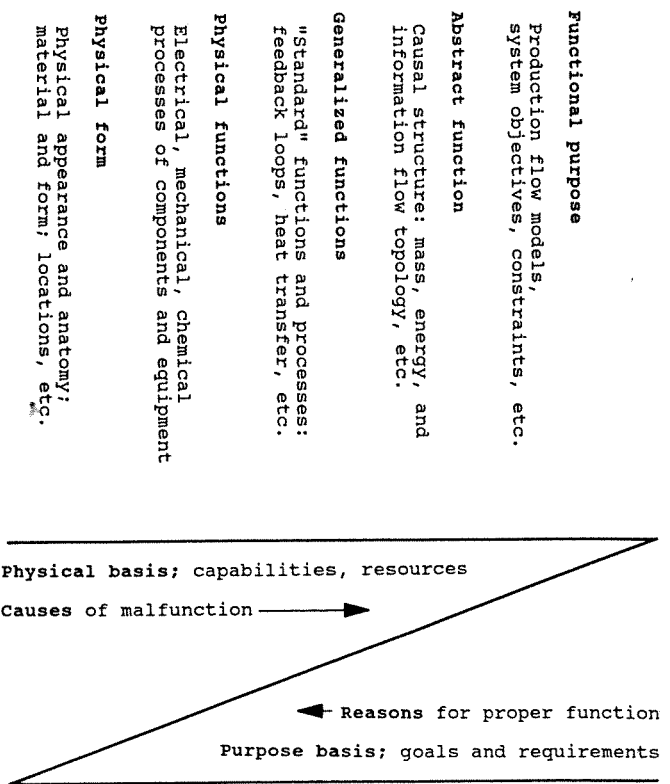 Functional purpose
Production flow models,
system objectives, constraints, etc.
Abstract function
Causal structure: mass, energy, and
information flow topology, etc.
Generalized functions
"Standard" functions and processes:
feedback loops, heat transfer, etc.
Physical functions
Electrical, mechanical, chemical
processes of components and equipment
Physical form
Physical appearance and anatomy;
material and form; locations, etc.
Physical basis; capabilities, resources
Causes of malfunction
Reasons for proper function
Purpose basis; goals and requirements